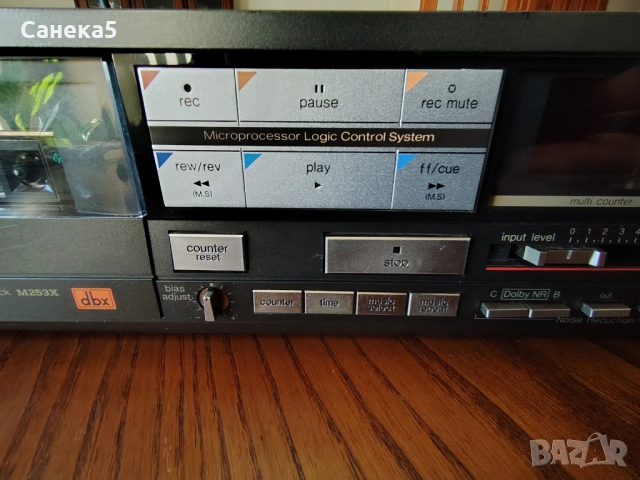 Санека5
rec
pause
rec mute
Microprocessor Logic Control System
rew/rev
play
ff/cue
(M.S)
(M.S)
multi counter
counter
reset
stop
input level 0 1 2 3 4
M253X
dbx
bias
adjust
counter
time
music
select
music
repeat
C Dolby NR B
out
Noise Reduction
BAZAR
bg